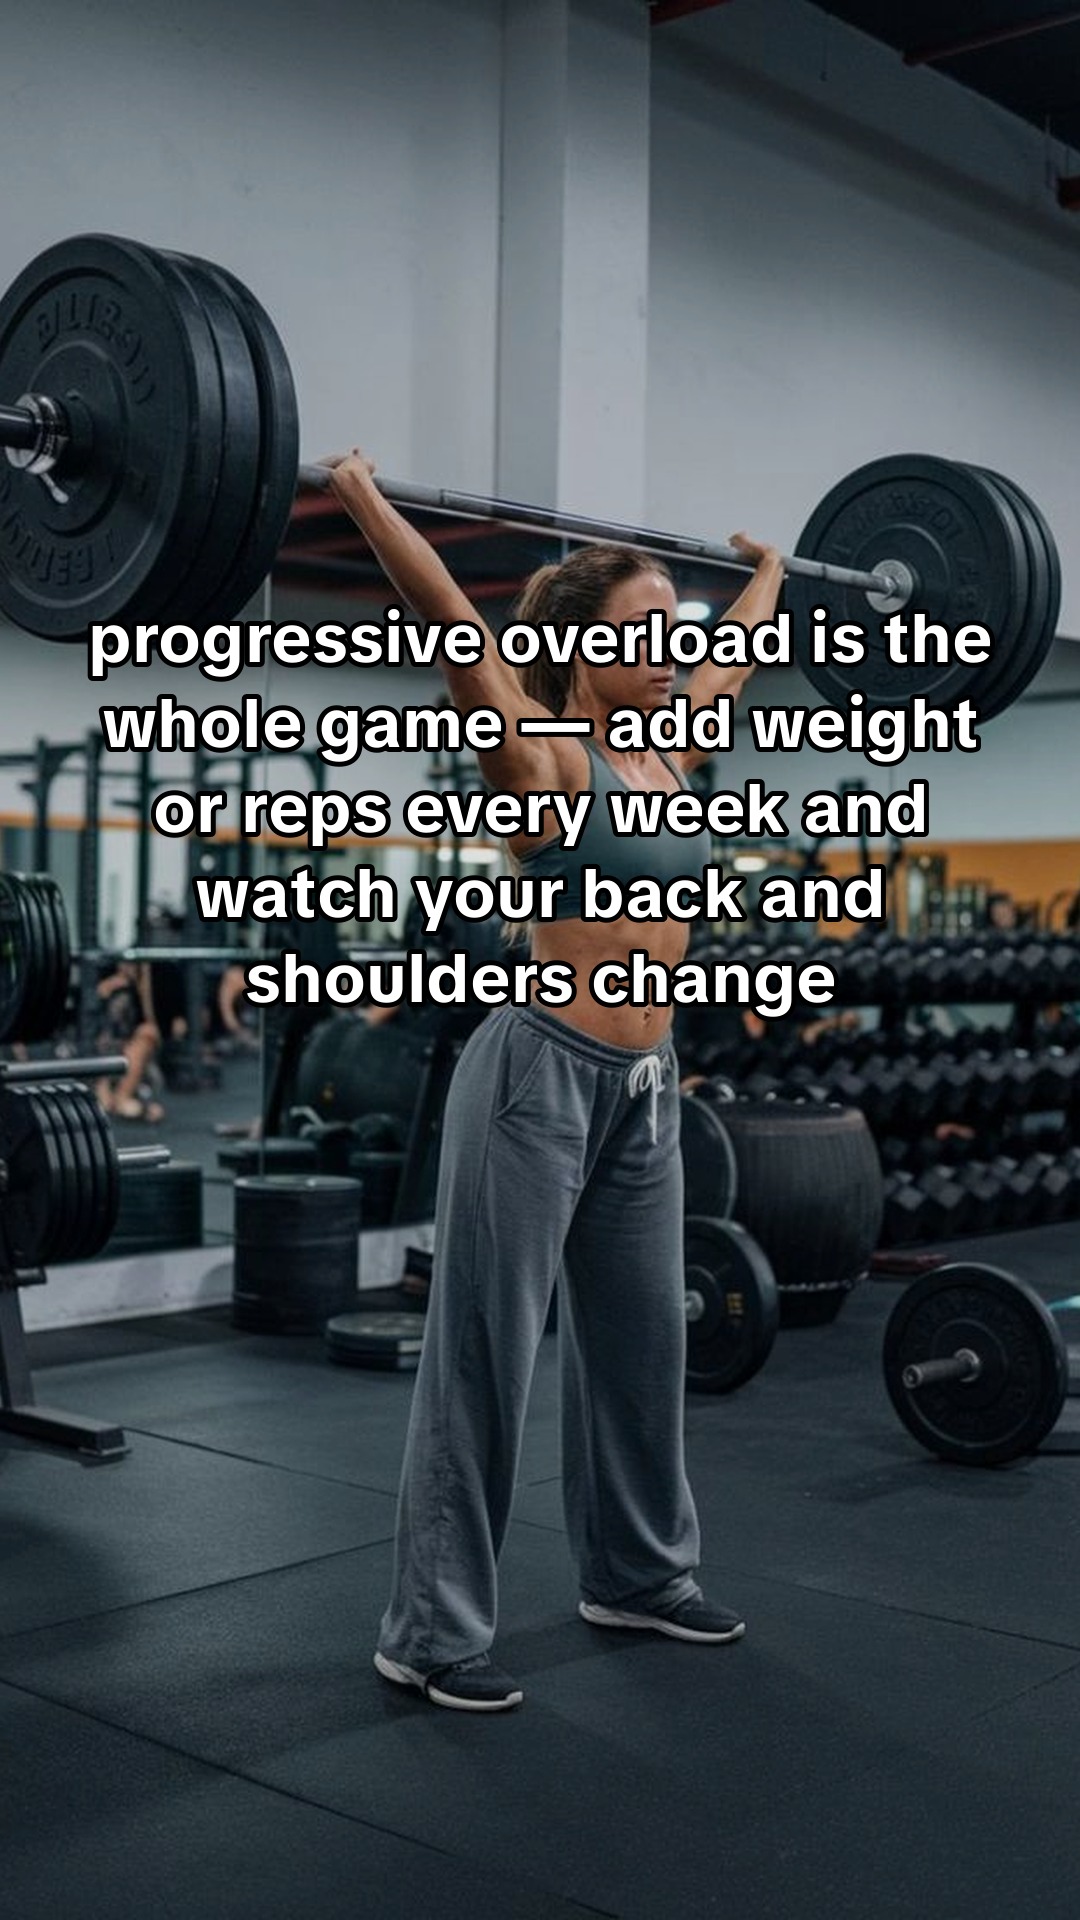 progressive overload is the
whole game — add weight
or reps every week and
watch your back and
shoulders change